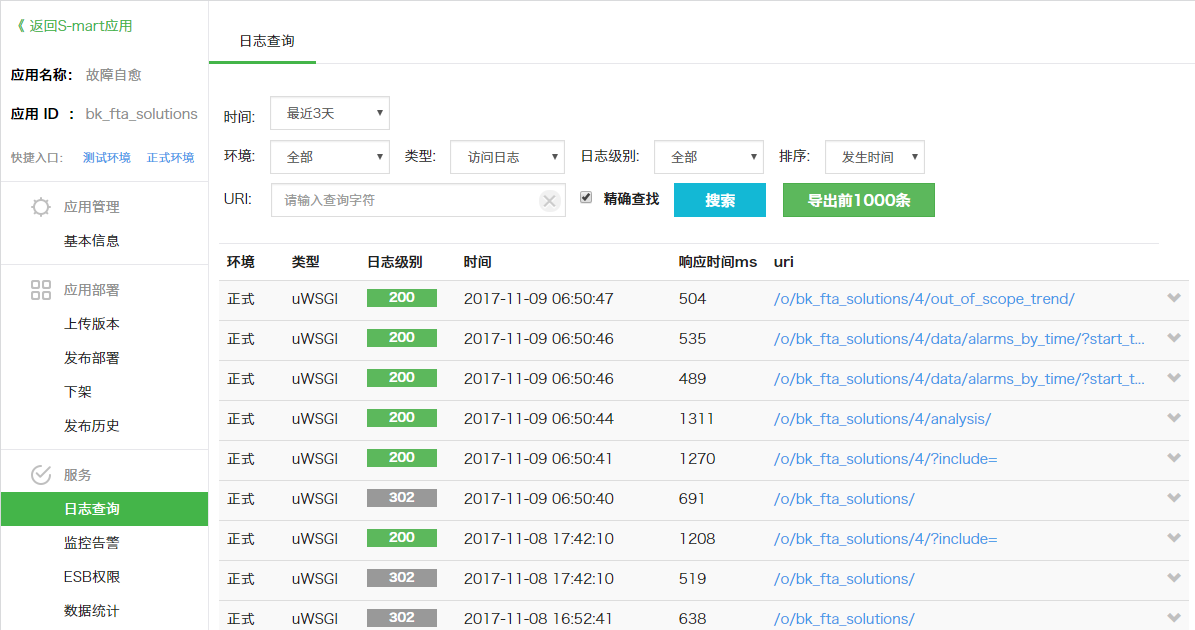 《 返回S-mart应用
应用名称： 故障自愈
应用 ID ： bk_fta_solutions
快捷入口: 测试环境 正式环境
应用管理
基本信息
应用部署
上传版本
发布部署
下架
发布历史
服务
日志查询
监控告警
ESB权限
数据统计
日志查询
时间: 最近3天
环境: 全部 类型: 访问日志 日志级别: 全部 排序: 发生时间
URI: 请输入查询字符 精确查找 搜索 导出前1000条
环境 类型 日志级别 时间 响应时间ms uri
正式 uWSGI 200 2017-11-09 06:50:47 504 /o/bk_fta_solutions/4/out_of_scope_trend/
正式 uWSGI 200 2017-11-09 06:50:46 535 /o/bk_fta_solutions/4/data/alarms_by_time/?start_t...
正式 uWSGI 200 2017-11-09 06:50:46 489 /o/bk_fta_solutions/4/data/alarms_by_time/?start_t...
正式 uWSGI 200 2017-11-09 06:50:44 1311 /o/bk_fta_solutions/4/analysis/
正式 uWSGI 200 2017-11-09 06:50:41 1270 /o/bk_fta_solutions/4/?include=
正式 uWSGI 302 2017-11-09 06:50:40 691 /o/bk_fta_solutions/
正式 uWSGI 200 2017-11-08 17:42:10 1208 /o/bk_fta_solutions/4/?include=
正式 uWSGI 302 2017-11-08 17:42:10 519 /o/bk_fta_solutions/
正式 uWSGI 302 2017-11-08 16:52:41 638 /o/bk_fta_solutions/